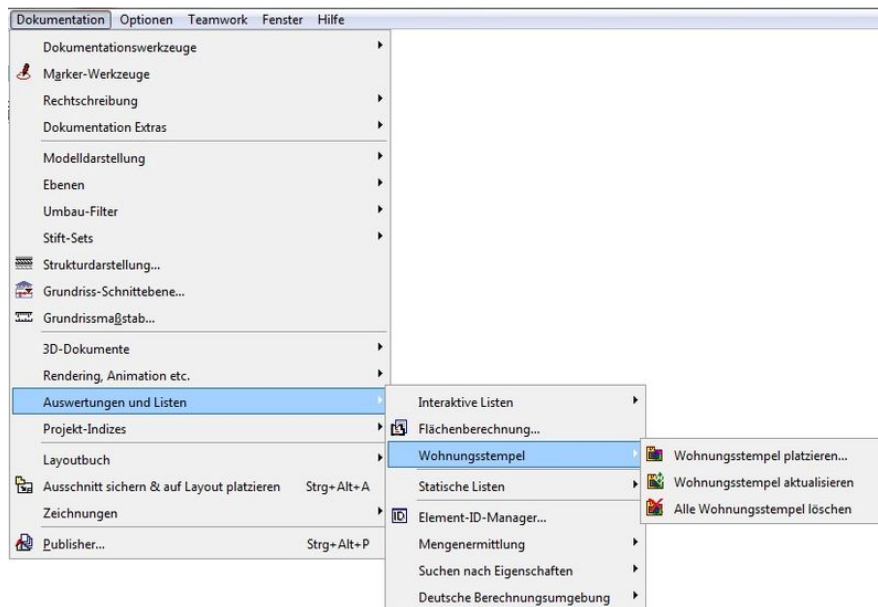 Dokumentation Optionen Teamwork Fenster Hilfe
Dokumentationswerkzeuge
Marker-Werkzeuge
Rechtschreibung
Dokumentation Extras
Modelldarstellung
Ebenen
Umbau-Filter
Stift-Sets
Strukturdarstellung...
Grundriss-Schnittebene...
Grundrissmaßstab...
3D-Dokumente
Rendering, Animation etc.
Auswertungen und Listen
Projekt-Indizes
Layoutbuch
Ausschnitt sichern & auf Layout platzieren Strg+Alt+A
Zeichnungen
Publisher... Strg+Alt+P
Interaktive Listen
Flächenberechnung...
Wohnungsstempel
Statische Listen
ID Element-ID-Manager...
Mengenermittlung
Suchen nach Eigenschaften
Deutsche Berechnungsumgebung
Wohnungsstempel platzieren...
Wohnungsstempel aktualisieren
Alle Wohnungsstempel löschen